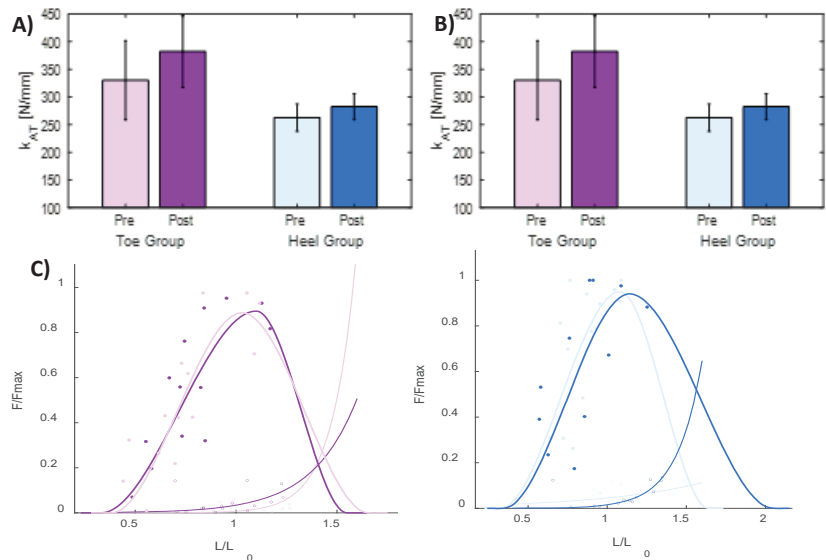 A)
450
400
350
300
250
200
150
100
k_AT [N/mm]
Pre Post Pre Post
Toe Group Heel Group
B)
450
400
350
300
250
200
150
100
k_AT [N/mm]
Pre Post Pre Post
Toe Group Heel Group
C)
1
0.8
0.6
0.4
0.2
0
F/Fmax
0.5 1 1.5
L/L
0
1
0.8
0.6
0.4
0.2
0
F/Fmax
0.5 1 1.5 2
L/L
0